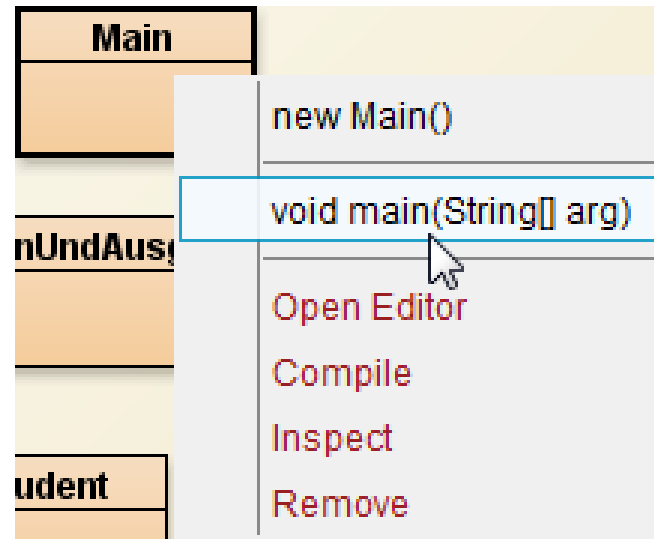 Main
new Main()
void main(String[] arg)
nUndAusg
Open Editor
Compile
Inspect
udent
Remove